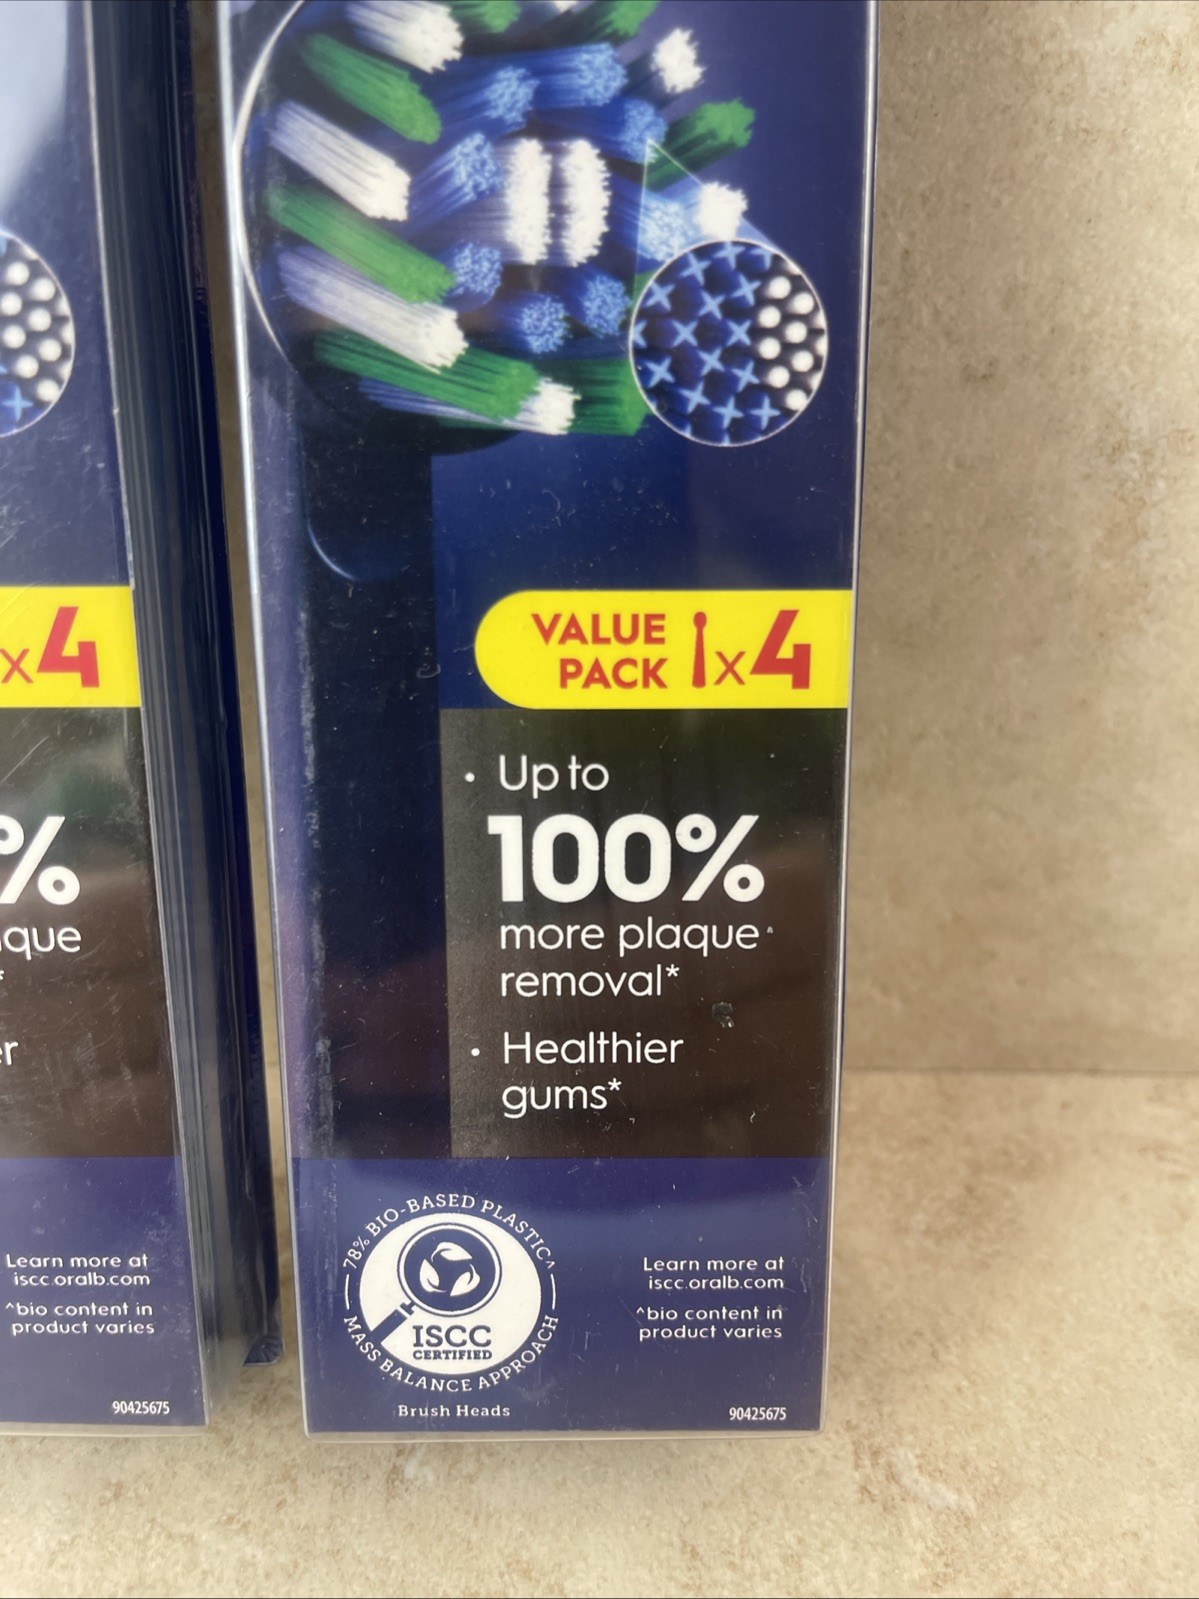 x4
%
que
*
er
Learn more at
iscc.oralb.com
^bio content in
product varies
90425675
VALUE
PACK x4
• Up to
100%
more plaque
removal*
• Healthier
gums*
78% BIO-BASED PLASTIC^
ISCC
CERTIFIED
MASS BALANCE APPROACH
Brush Heads
Learn more at
iscc.oralb.com
^bio content in
product varies
90425675